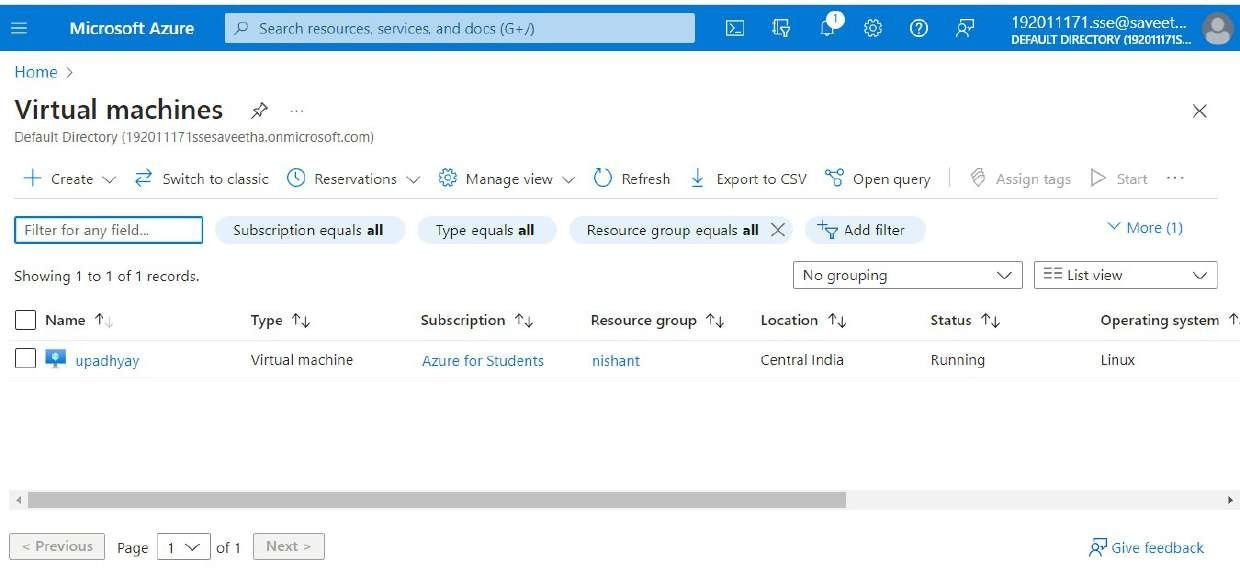 Microsoft Azure Search resources, services, and docs (G+/) 1 192011171.sse@saveet...
DEFAULT DIRECTORY (192011171S...
Home >
Virtual machines ...
Default Directory (192011171ssesaveetha.onmicrosoft.com)
Create Switch to classic Reservations Manage view Refresh Export to CSV Open query Assign tags Start ...
Filter for any field... Subscription equals all Type equals all Resource group equals all Add filter More (1)
Showing 1 to 1 of 1 records. No grouping List view
Name Type Subscription Resource group Location Status Operating system
upadhyay Virtual machine Azure for Students nishant Central India Running Linux
< Previous Page 1 of 1 Next > Give feedback